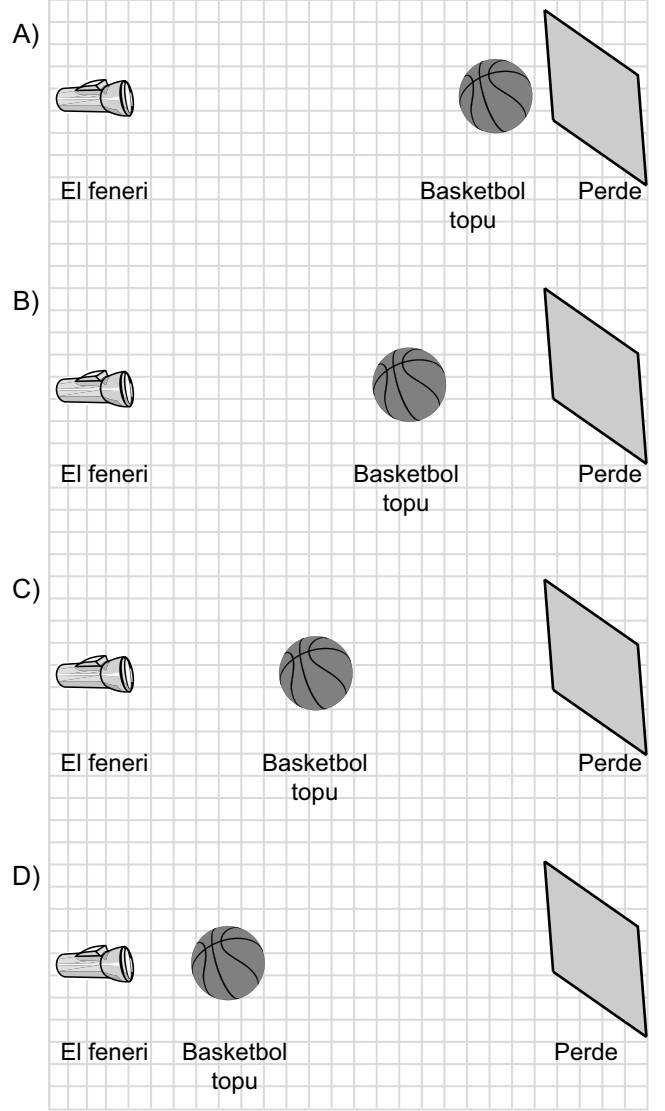 A)
El feneri Basketbol Perde
topu
B)
El feneri Basketbol Perde
topu
C)
El feneri Basketbol Perde
topu
D)
El feneri Basketbol Perde
topu